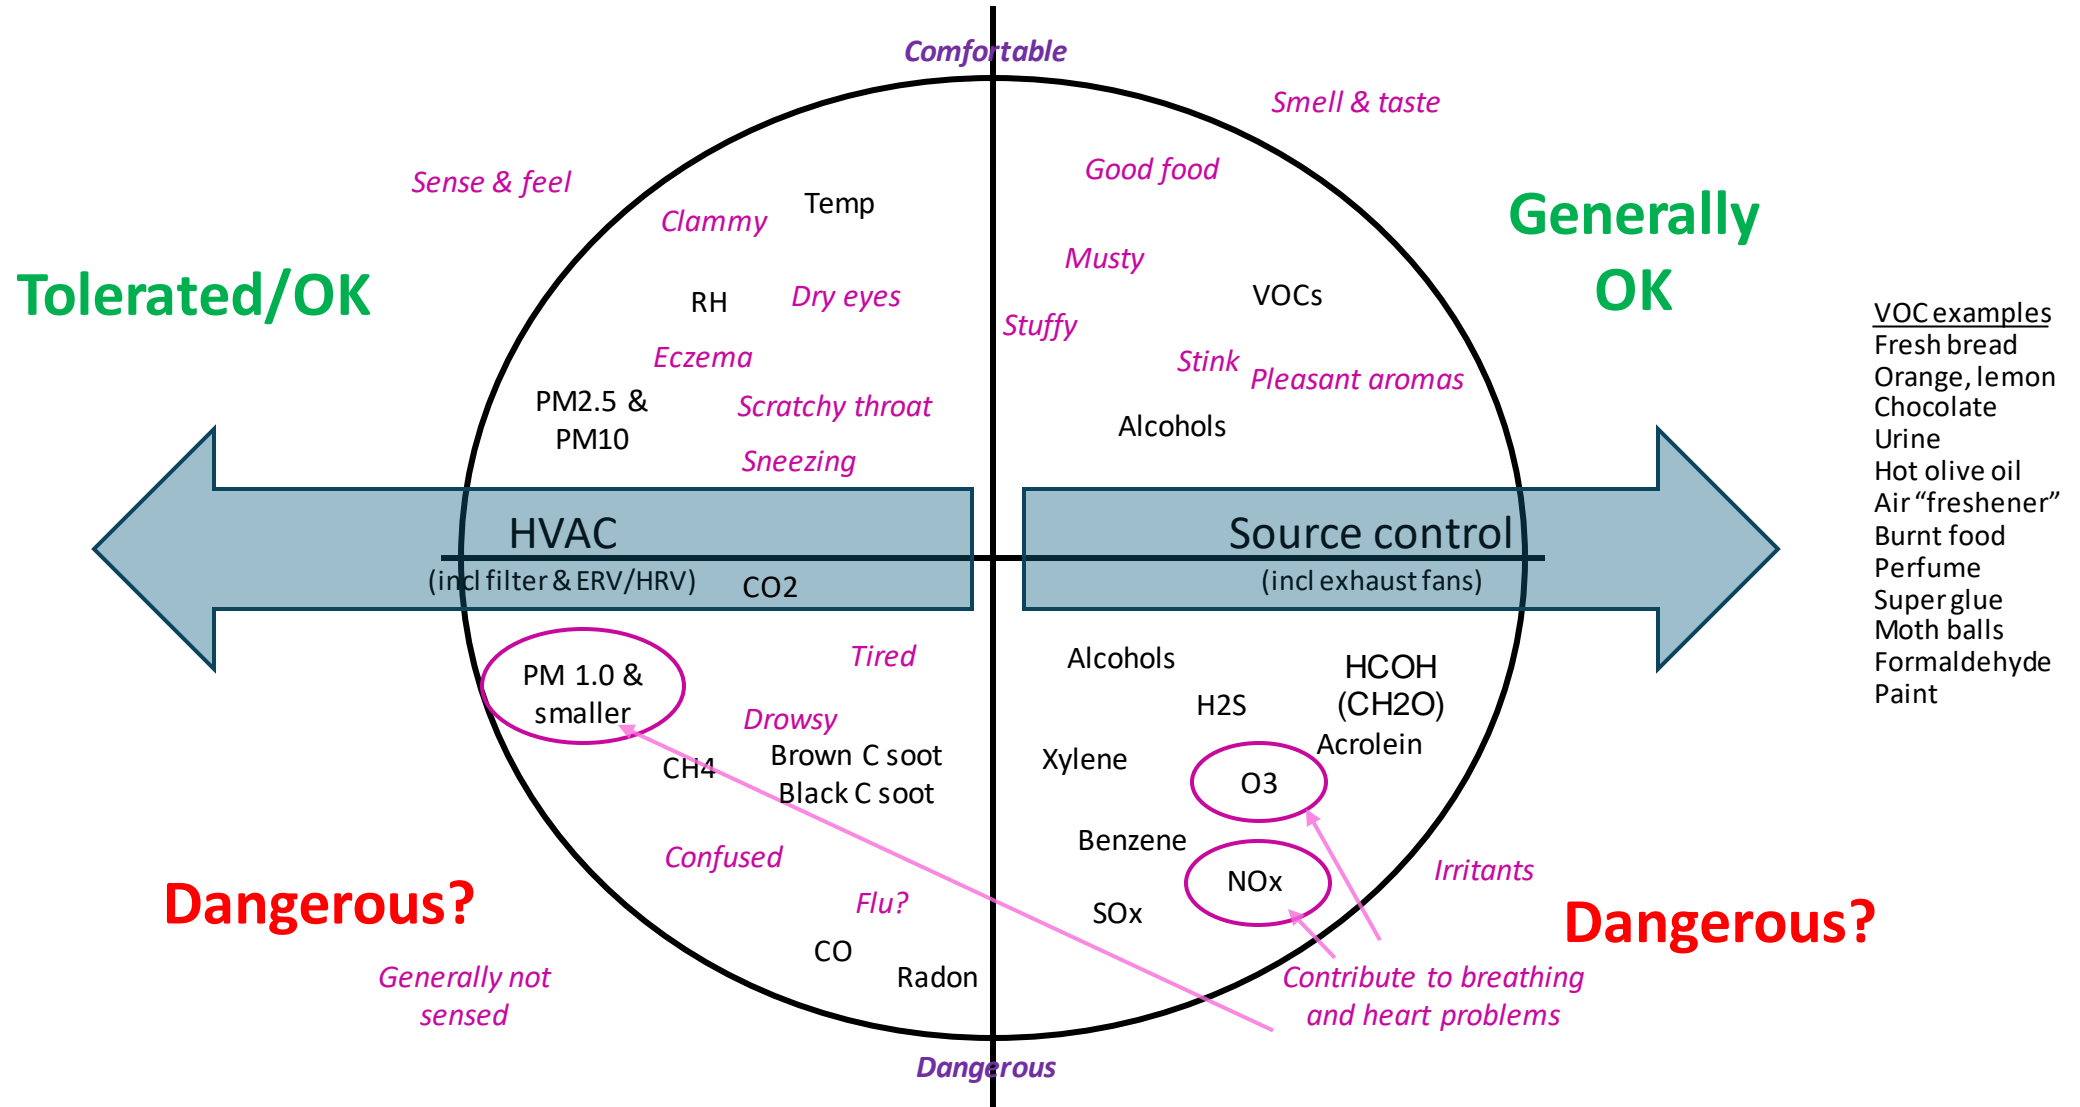 Comfortable
Smell & taste
Sense & feel
Good food
Temp
Clammy
Generally
OK
Musty
Tolerated/OK
RH
Dry eyes
VOCs
Stuffy
Eczema
Stink
Pleasant aromas
PM2.5 &
PM10
Scratchy throat
Alcohols
Sneezing
VOC examples
Fresh bread
Orange, lemon
Chocolate
Urine
Hot olive oil
Air “freshener”
Burnt food
Perfume
Super glue
Moth balls
Formaldehyde
Paint
HVAC
(incl filter & ERV/HRV)
CO2
Source control
(incl exhaust fans)
PM 1.0 &
smaller
Tired
Drowsy
CH4
Brown C soot
Black C soot
Confused
Flu?
CO
Radon
Alcohols
HCOH
(CH2O)
H2S
Acrolein
Xylene
O3
Benzene
NOx
SOx
Irritants
Dangerous?
Dangerous?
Generally not
sensed
Contribute to breathing
and heart problems
Dangerous